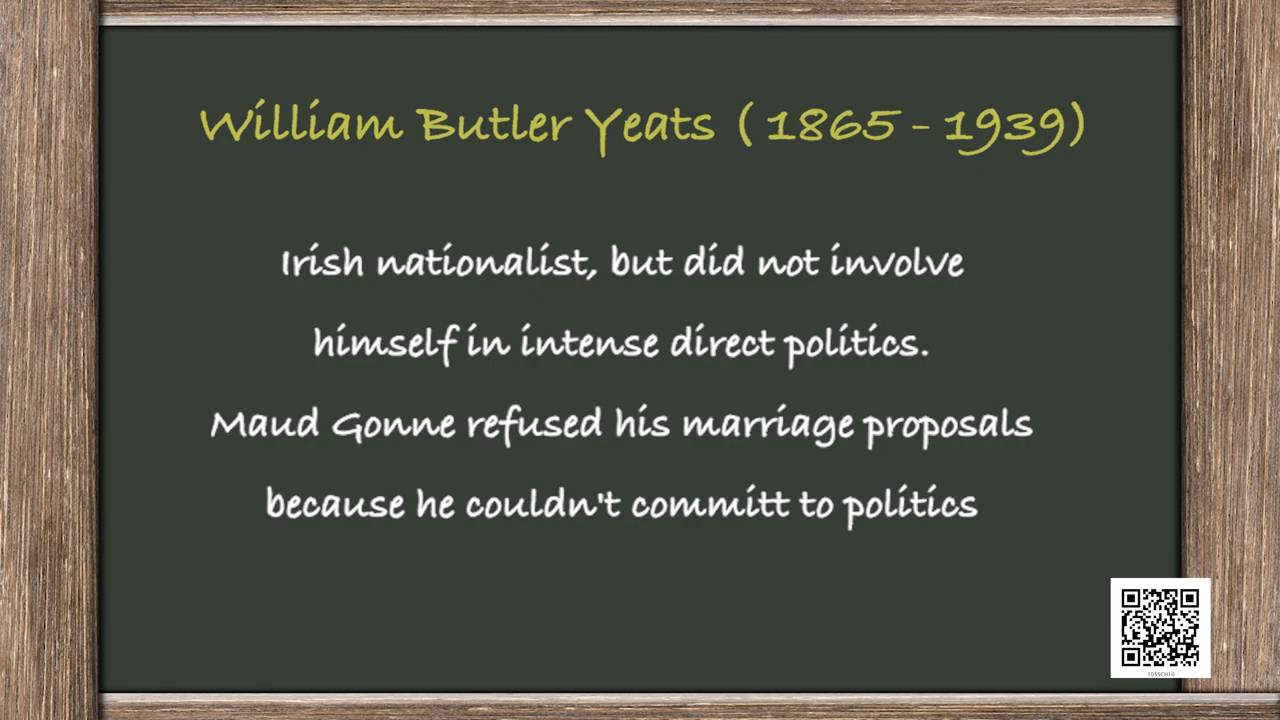 William Butler Yeats ( 1865 - 1939)
Irish nationalist, but did not involve
himself in intense direct politics.
Maud Gonne refused his marriage proposals
because he couldn't committ to politics
1059CH10